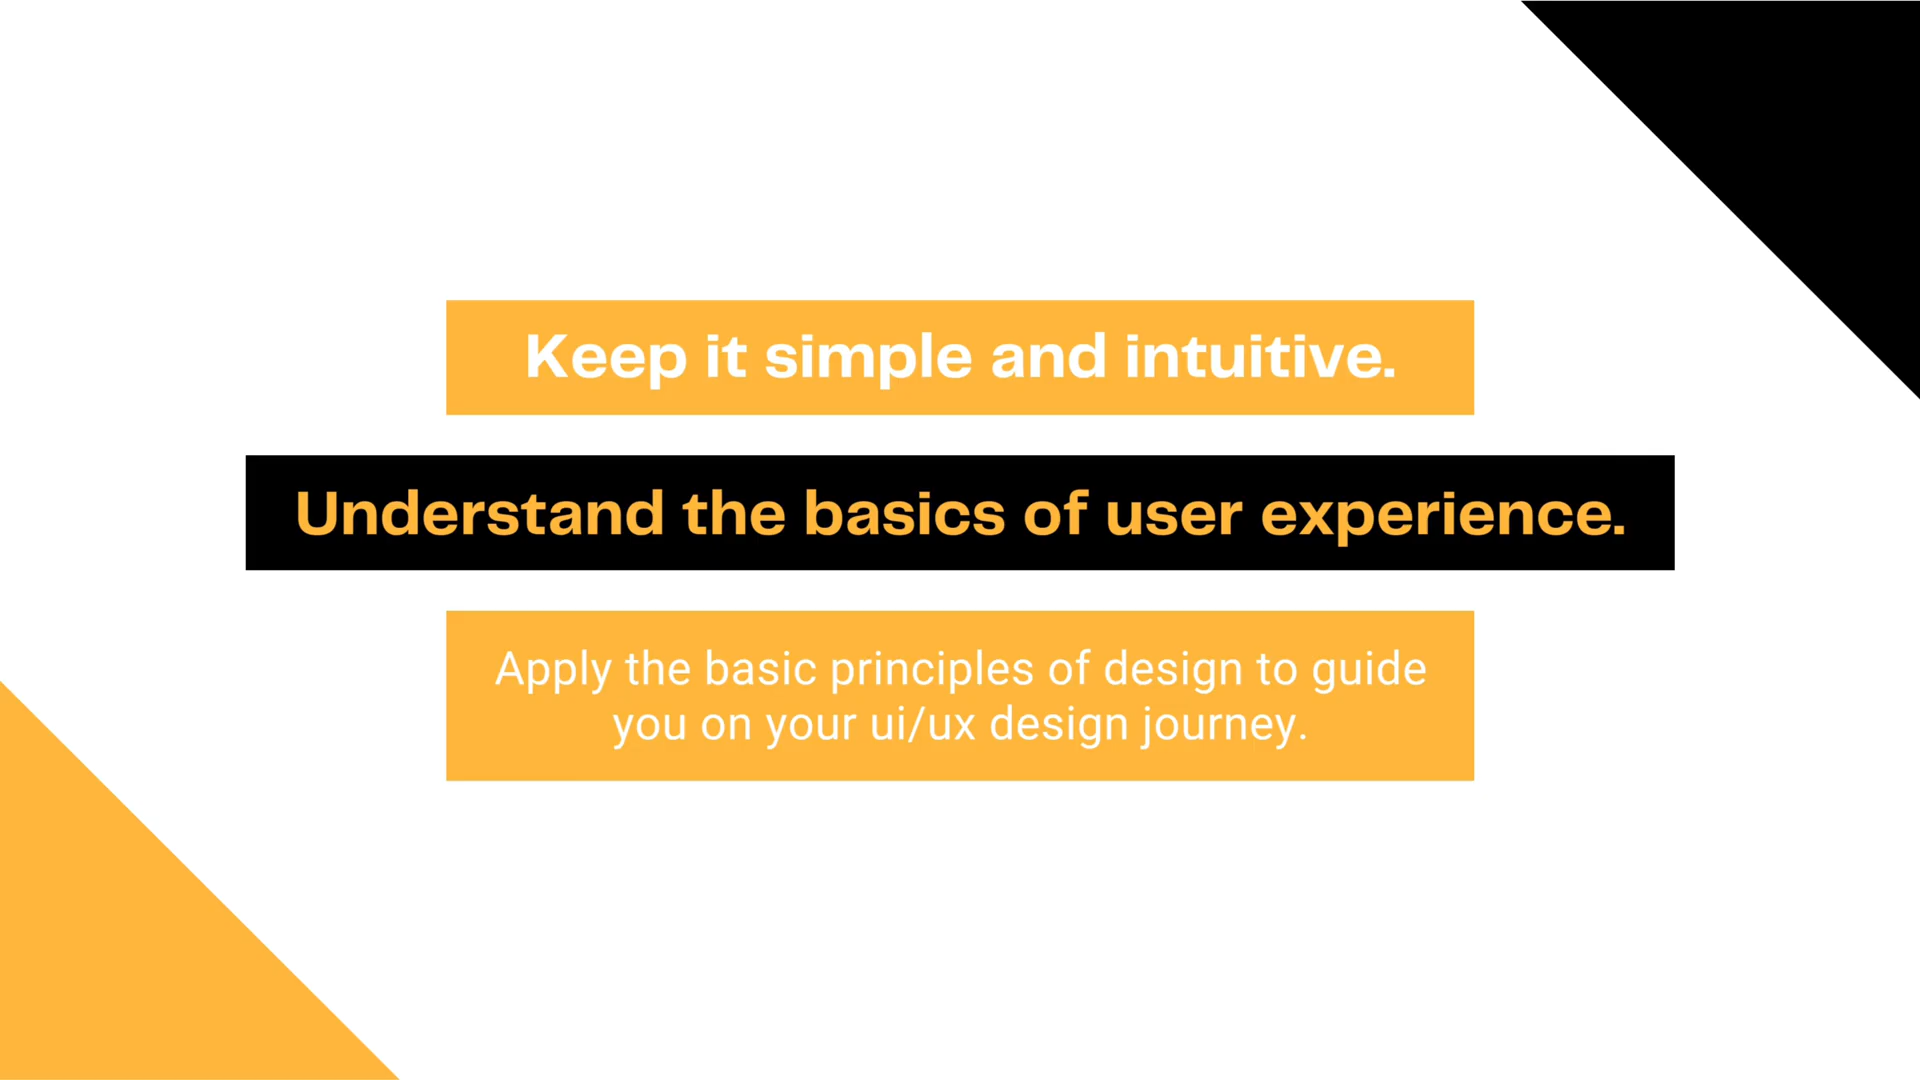 Keep it simple and intuitive.
Understand the basics of user experience.
Apply the basic principles of design to guide
you on your ui/ux design journey.